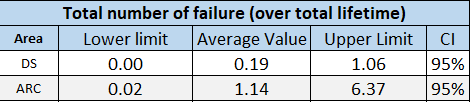 Total number of failure (over total lifetime)
Area Lower limit Average Value Upper Limit CI
DS 0.00 0.19 1.06 95%
ARC 0.02 1.14 6.37 95%